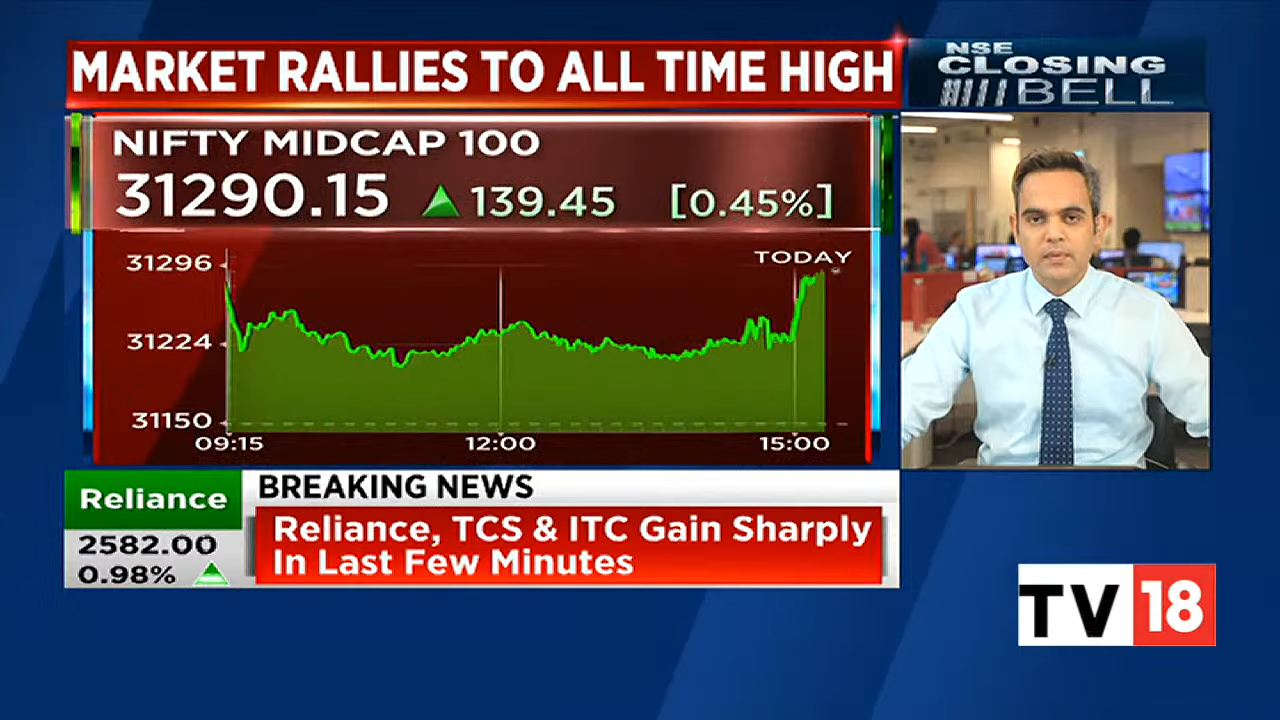 MARKET RALLIES TO ALL TIME HIGH
NSE
CLOSING
BELL
NIFTY MIDCAP 100
31290.15 ▲ 139.45 [0.45%]
TODAY
31296
31224
31150
09:15 12:00 15:00
Reliance
2582.00
0.98%
BREAKING NEWS
Reliance, TCS & ITC Gain Sharply
In Last Few Minutes
TV18